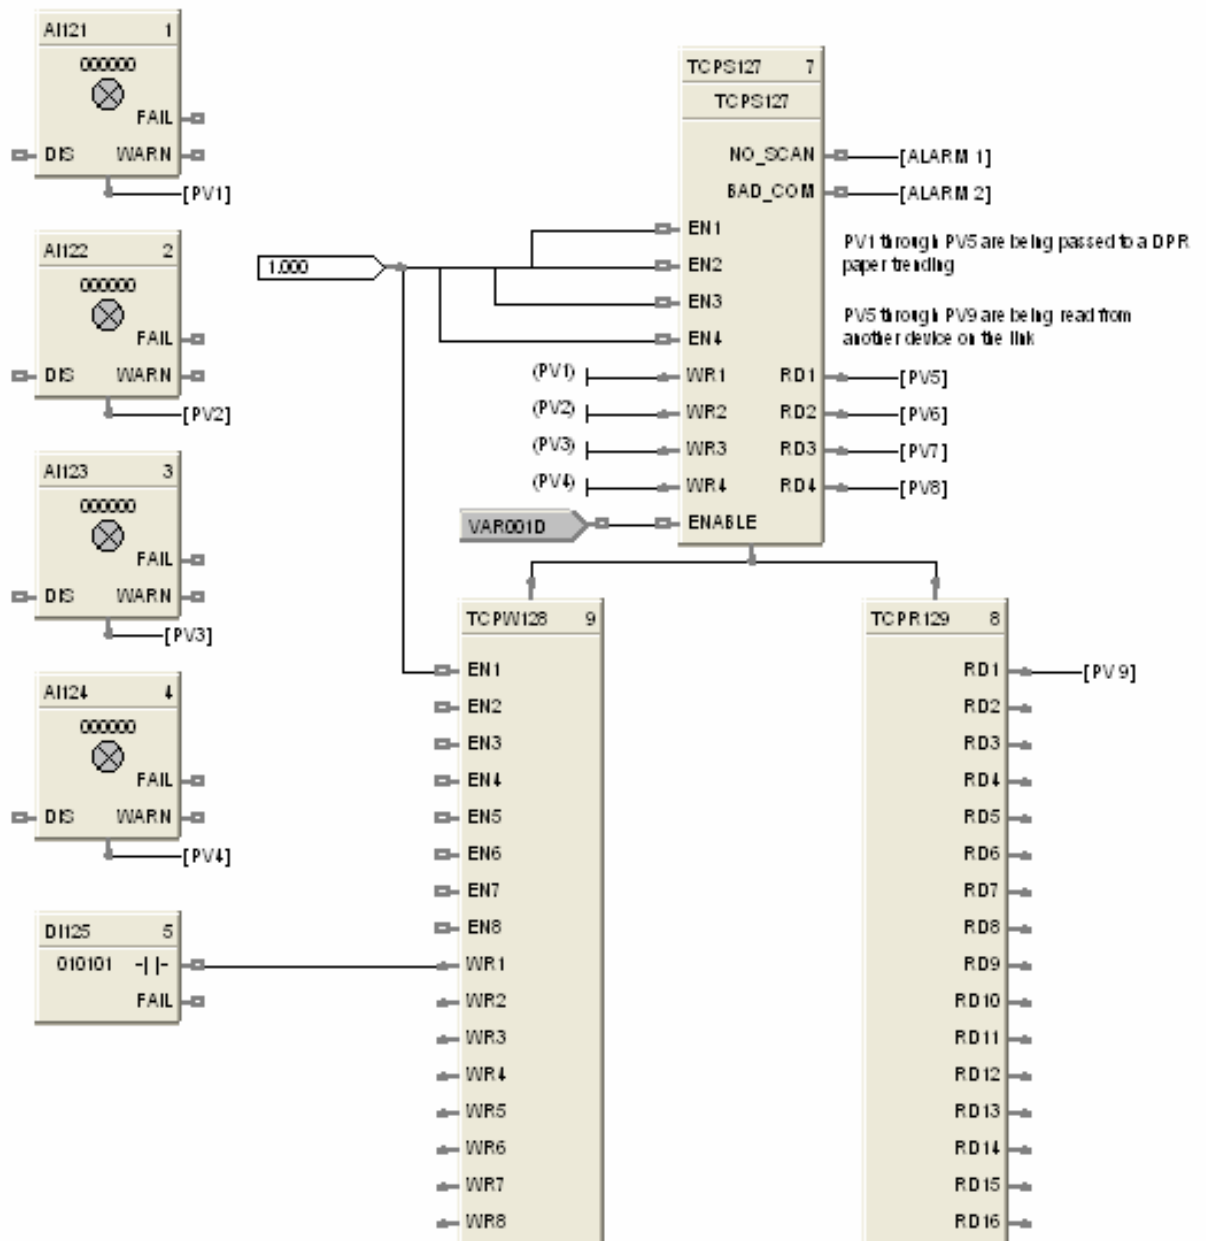 AI121 1
000000
FAIL
DIS WARN
[PV1]
AI122 2
000000
FAIL
DIS WARN
[PV2]
AI123 3
000000
FAIL
DIS WARN
[PV3]
AI124 4
000000
FAIL
DIS WARN
[PV4]
DI125 5
010101 -| |-
FAIL
1.000
TCPS127 7
TCPS127
NO_SCAN [ALARM 1]
BAD_COM [ALARM 2]
EN1
EN2
EN3
EN4
(PV1) WR1 RD1 [PV5]
(PV2) WR2 RD2 [PV6]
(PV3) WR3 RD3 [PV7]
(PV4) WR4 RD4 [PV8]
VAR001D ENABLE
PV1 through PV5 are being passed to a DPR
paper trending
PV5 through PV9 are being read from
another device on the link
TCPW128 9
EN1
EN2
EN3
EN4
EN5
EN6
EN7
EN8
WR1
WR2
WR3
WR4
WR5
WR6
WR7
WR8
TCPR129 8
RD1 [PV 9]
RD2
RD3
RD4
RD5
RD6
RD7
RD8
RD9
RD10
RD11
RD12
RD13
RD14
RD15
RD16